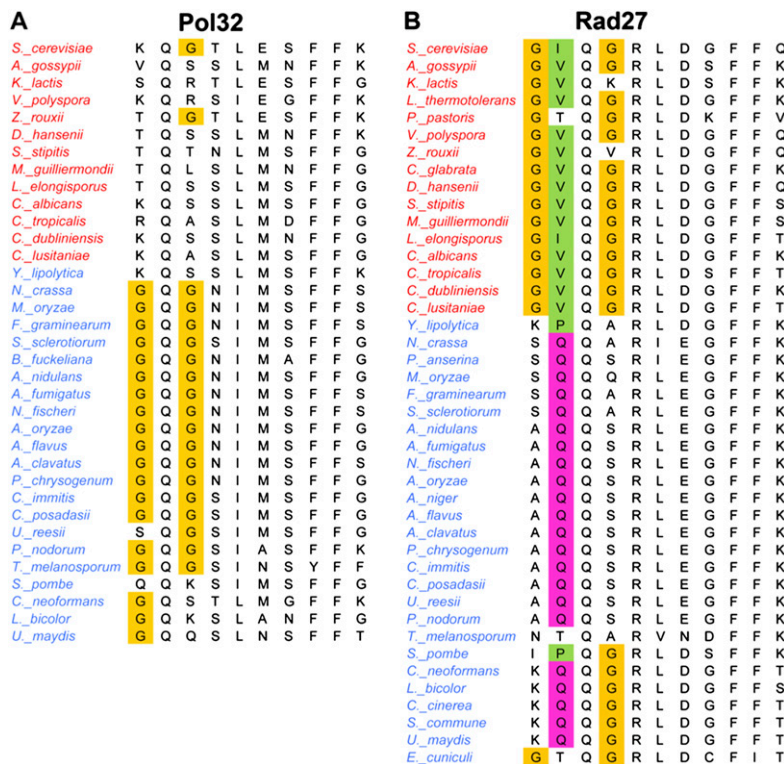 A Pol32
S._cerevisiae K Q G T L E S F F K
A._gossypii V Q S S L M N F F K
K._lactis S Q R T L E S F F G
V._polyspora K Q R S I E G F F K
Z._rouxii T Q G T L E S F F K
D._hansenii T Q S S L M N F F K
S._stipitis T Q T N L M S F F G
M._guilliermondii T Q L S L M N F F G
L._elongisporus T Q S S L M S F F G
C._albicans K Q S S L M S F F G
C._tropicalis R Q A S L M D F F G
C._dubliniensis K Q S S L M N F F G
C._lusitaniae K Q A S L M S F F G
Y._lipolytica K Q S S L M S F F K
N._crassa G Q G N I M S F F S
M._oryzae G Q G N I M S F F S
F._graminearum G Q G N I M S F F S
S._sclerotiorum G Q G S I M S F F G
B._fuckeliana G Q G N I M A F F G
A._nidulans G Q G N I M S F F G
A._fumigatus G Q G N I M S F F S
N._fischeri G Q G N I M S F F S
A._oryzae G Q G N I M S F F G
A._flavus G Q G N I M S F F G
A._clavatus G Q G N I M S F F S
P._chrysogenum G Q G N I M S F F G
C._immitis G Q G S I M S F F G
C._posadasii G Q G S I M S F F G
U._reesii S Q G S I M S F F G
P._nodorum G Q G S I A S F F K
T._melanosporum G Q G S I N S Y F F
S._pombe Q Q K S I M S F F G
C._neoformans G Q S T L M G F F K
L._bicolor G Q K S L A N F F G
U._maydis G Q Q S L N S F F T
B Rad27
S._cerevisiae G I Q G R L D G F F Q
A._gossypii G V Q G R L D S F F K
K._lactis G V Q K R L D S F F K
L._thermotolerans G V Q G R L D G F F K
P._pastoris G T Q G R L D K F F V
V._polyspora G V Q G R L D G F F Q
Z._rouxii G V Q V R L D S F F Q
C._glabrata G V Q G R L D G F F K
D._hansenii G V Q G R L D G F F Q
S._stipitis G V Q G R L D G F F S
M._guilliermondii G V Q G R L D G F F S
L._elongisporus G I Q G R L D G F F T
C._albicans G V Q G R L D G F F K
C._tropicalis G V Q G R L D S F F T
C._dubliniensis G V Q G R L D G F F K
C._lusitaniae G V Q G R L D G F F T
Y._lipolytica K P Q A R L D G F F K
N._crassa S Q Q A R I E G F F K
P._anserina S Q Q S R I E G F F K
M._oryzae S Q Q Q R L E G F F K
F._graminearum S Q Q A R L E G F F K
S._sclerotiorum S Q Q A R L E G F F K
A._nidulans A Q Q S R L E G F F K
A._fumigatus A Q Q S R L E G F F K
N._fischeri A Q Q S R L E G F F K
A._oryzae A Q Q S R L E G F F K
A._niger A Q Q S R L E G F F K
A._flavus A Q Q S R L E G F F K
A._clavatus A Q Q S R L E G F F K
P._chrysogenum A Q Q S R L E G F F K
C._immitis A Q Q S R L E G F F K
C._posadasii A Q Q S R L E G F F K
U._reesii A Q Q S R L E G F F K
P._nodorum A Q Q S R L E G F F K
T._melanosporum N T Q A R V N D F F K
S._pombe I P Q G R L D S F F K
C._neoformans K Q Q G R L D G F F T
L._bicolor K Q Q G R L D G F F S
C._cinerea K Q Q G R L D G F F T
S._commune K Q Q G R L D G F F T
U._maydis K Q Q G R L D G F F T
E._cuniculi G T Q G R L D C F I T